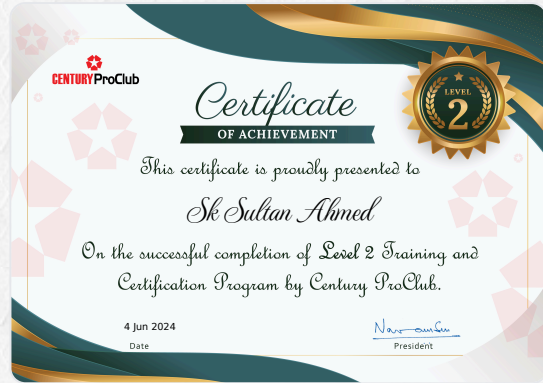 CENTURY ProClub
Certificate
OF ACHIEVEMENT
LEVEL
2
This certificate is proudly presented to
Sk Sultan Ahmed
On the successful completion of Level 2 Training and
Certification Program by Century ProClub.
4 Jun 2024
Date
President